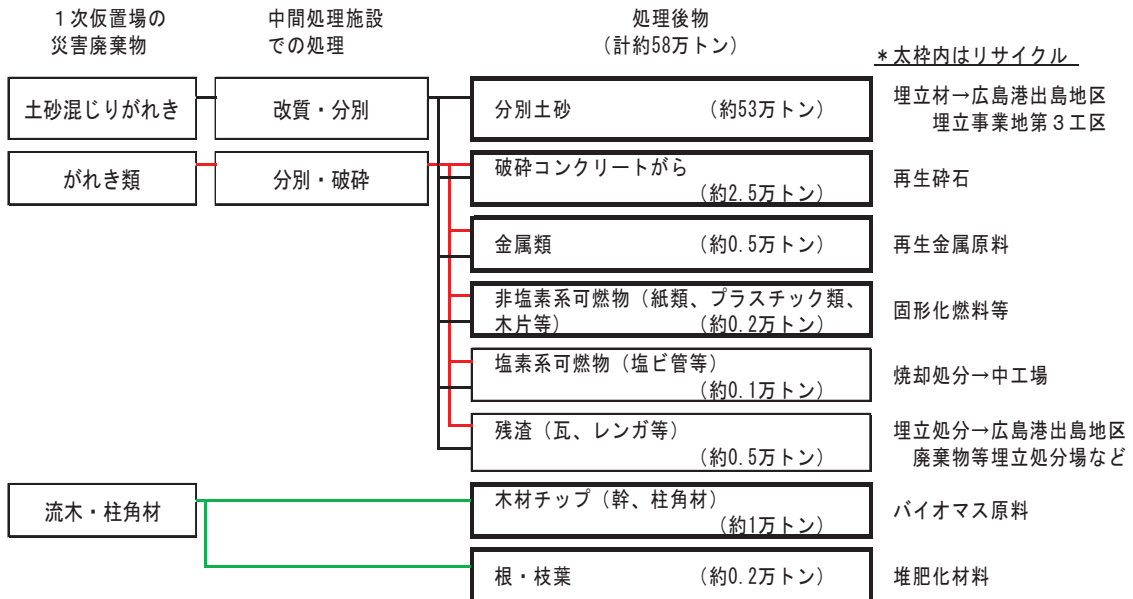 1次仮置場の
災害廃棄物
中間処理施設
での処理
処理後物
(計約58万トン)
*太枠内はリサイクル
土砂混じりがれき
改質・分別
分別土砂 (約53万トン)
埋立材→広島港出島地区
埋立事業地第3工区
がれき類
分別・破砕
破砕コンクリートがら
(約2.5万トン)
再生砕石
金属類 (約0.5万トン)
再生金属原料
非塩素系可燃物(紙類、プラスチック類、
木片等) (約0.2万トン)
固形化燃料等
塩素系可燃物(塩ビ管等)
(約0.1万トン)
焼却処分→中工場
残渣(瓦、レンガ等)
(約0.5万トン)
埋立処分→広島港出島地区
廃棄物等埋立処分場など
流木・柱角材
木材チップ(幹、柱角材)
(約1万トン)
バイオマス原料
根・枝葉 (約0.2万トン)
堆肥化材料